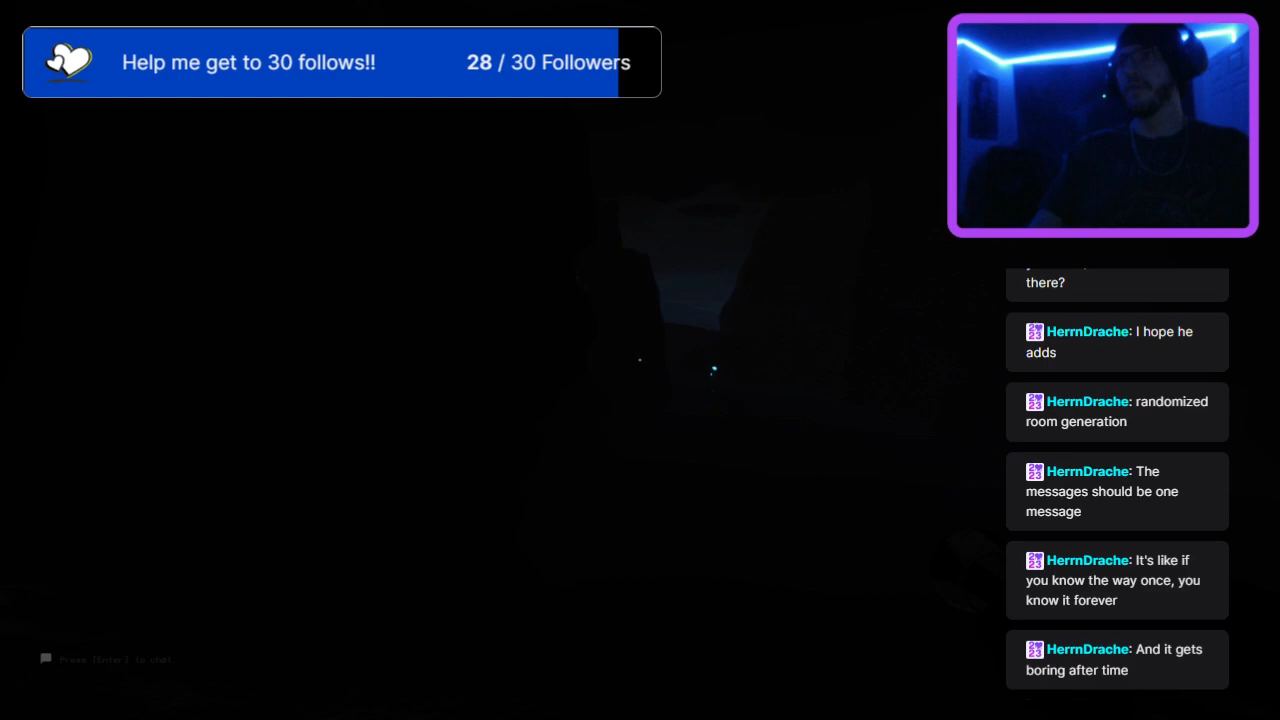 Help me get to 30 follows!!
28 / 30 Followers
there?
HerrnDrache: I hope he
adds
HerrnDrache: randomized
room generation
HerrnDrache: The
messages should be one
message
HerrnDrache: It's like if
you know the way once, you
know it forever
HerrnDrache: And it gets
boring after time
Press [Enter] to chat.